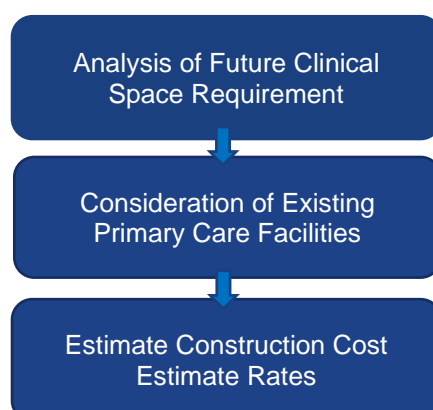 Analysis of Future Clinical
Space Requirement
Consideration of Existing
Primary Care Facilities
Estimate Construction Cost
Estimate Rates